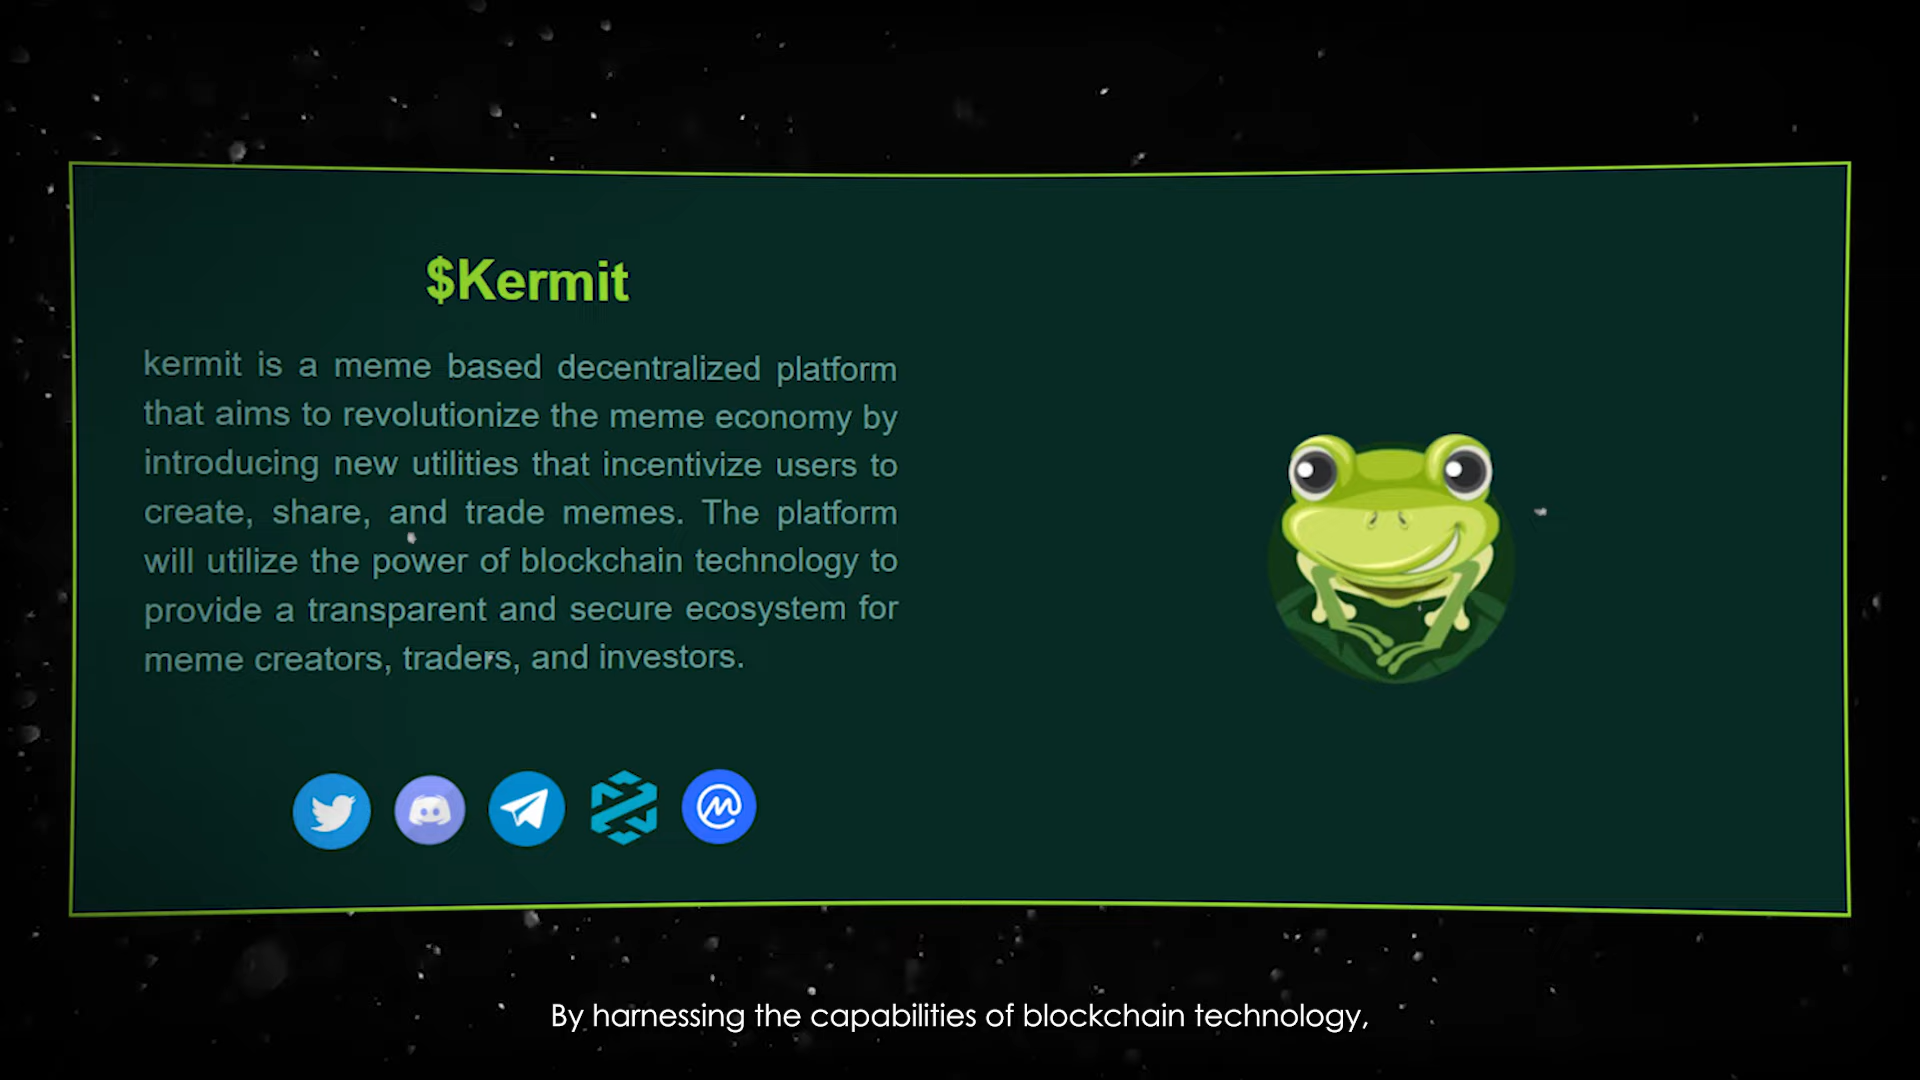 $Kermit
kermit is a meme based decentralized platform
that aims to revolutionize the meme economy by
introducing new utilities that incentivize users to
create, share, and trade memes. The platform
will utilize the power of blockchain technology to
provide a transparent and secure ecosystem for
meme creators, traders, and investors.
By harnessing the capabilities of blockchain technology,